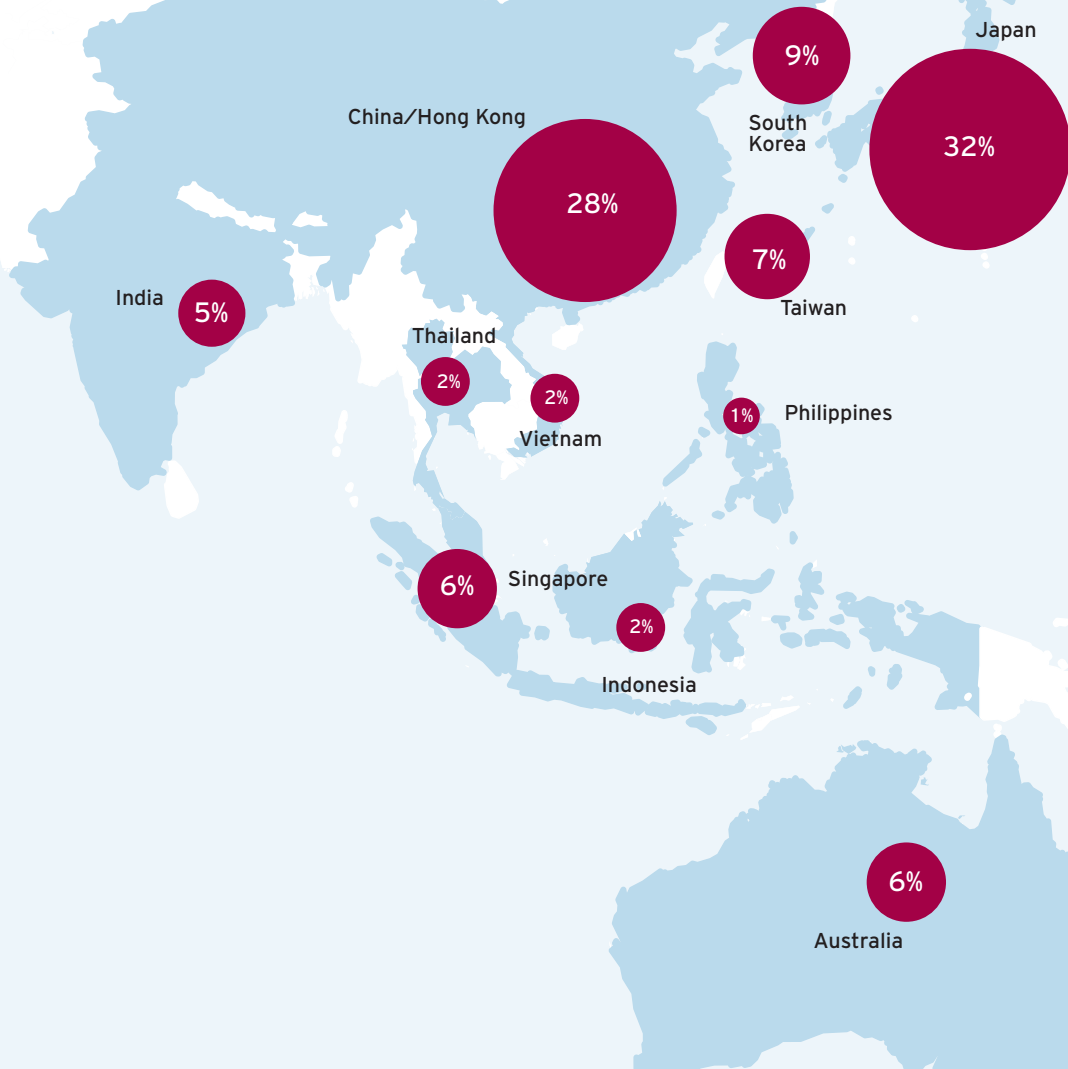 Japan
9%
South
Korea
32%
China/Hong Kong
28%
7%
Taiwan
India
5%
Thailand
2%
2%
Vietnam
1%
Philippines
6%
Singapore
2%
Indonesia
6%
Australia